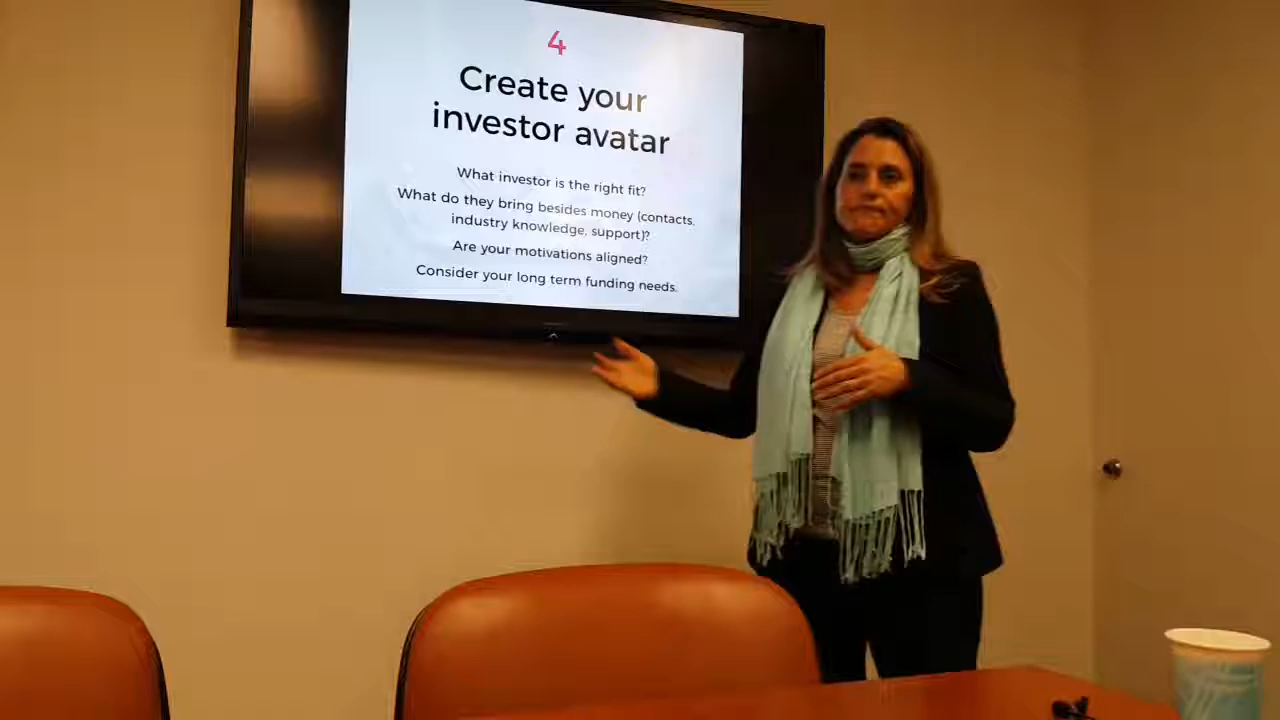 4
Create your
investor avatar
What investor is the right fit?
What do they bring besides money (contacts,
industry knowledge, support)?
Are your motivations aligned?
Consider your long term funding needs.